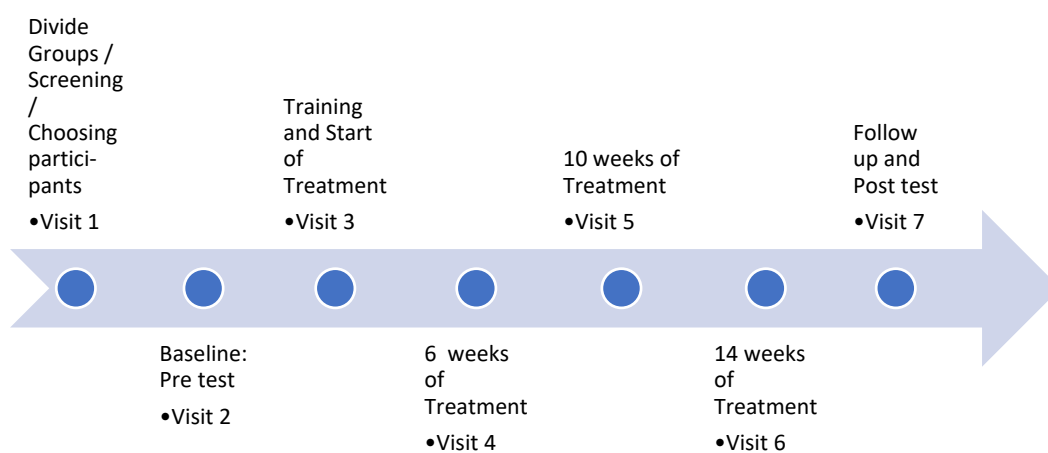 Divide
Groups /
Screening
/
Choosing
partici-
pants
•Visit 1
Baseline:
Pre test
•Visit 2
Training
and Start
of
Treatment
•Visit 3
6 weeks
of
Treatment
•Visit 4
10 weeks of
Treatment
•Visit 5
14 weeks
of
Treatment
•Visit 6
Follow
up and
Post test
•Visit 7